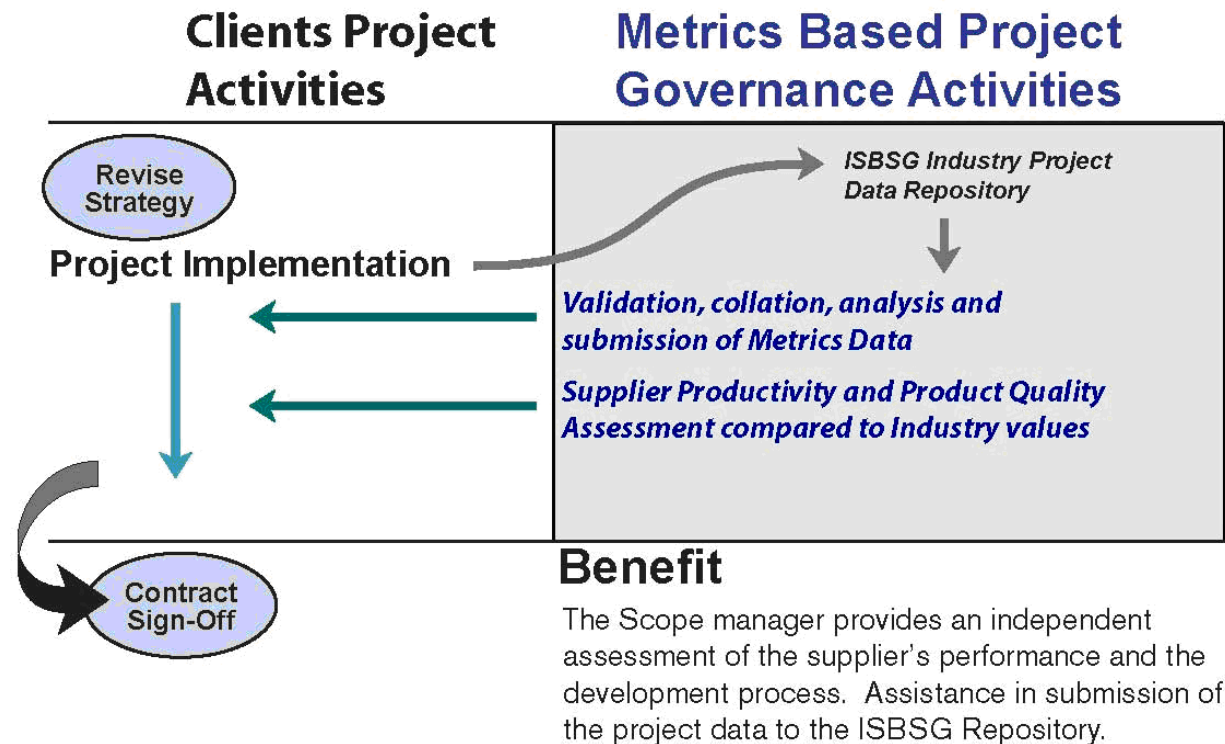 Clients Project
Activities
Metrics Based Project
Governance Activities
Revise
Strategy
ISBSG Industry Project
Data Repository
Project Implementation
Validation, collation, analysis and
submission of Metrics Data
Supplier Productivity and Product Quality
Assessment compared to Industry values
Contract
Sign-Off
Benefit
The Scope manager provides an independent
assessment of the supplier's performance and the
development process.  Assistance in submission of
the project data to the ISBSG Repository.